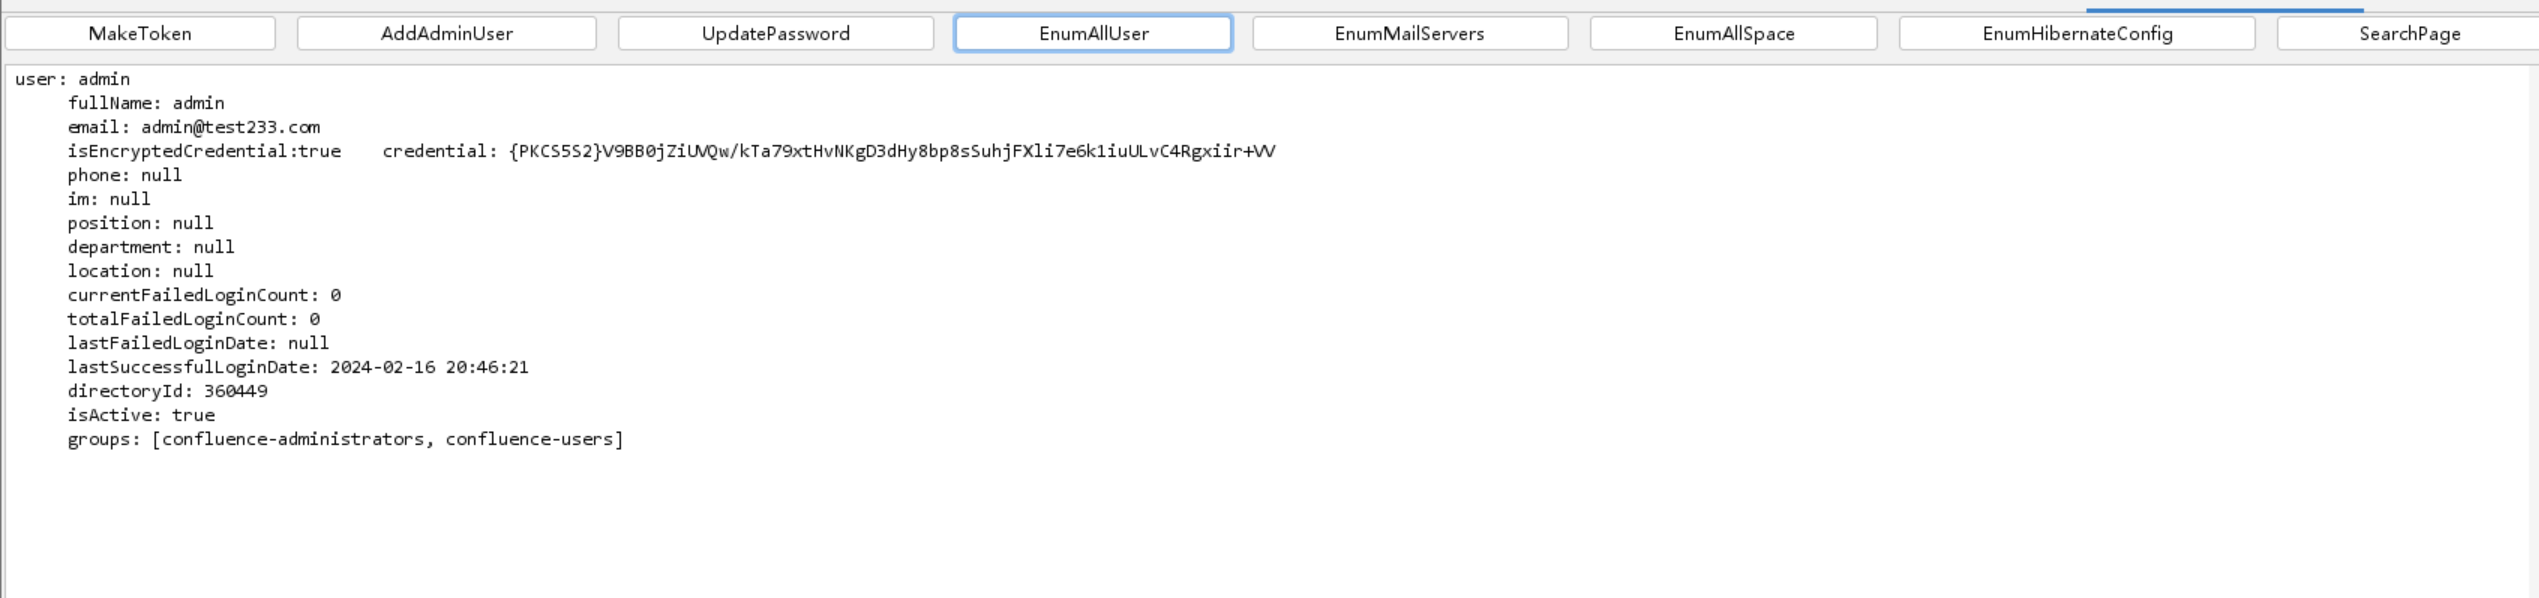 MakeToken AddAdminUser UpdatePassword EnumAllUser EnumMailServers EnumAllSpace EnumHibernateConfig SearchPage
user: admin
fullName: admin
email: admin@test233.com
isEncryptedCredential:true credential: {PKCS5S2}V9BB0jZiUVQw/kTa79xtHvNKgD3dHy8bp8sSuhjFXli7e6k1iuULvC4Rgxiir+VV
phone: null
im: null
position: null
department: null
location: null
currentFailedLoginCount: 0
totalFailedLoginCount: 0
lastFailedLoginDate: null
lastSuccessfulLoginDate: 2024-02-16 20:46:21
directoryId: 360449
isActive: true
groups: [confluence-administrators, confluence-users]